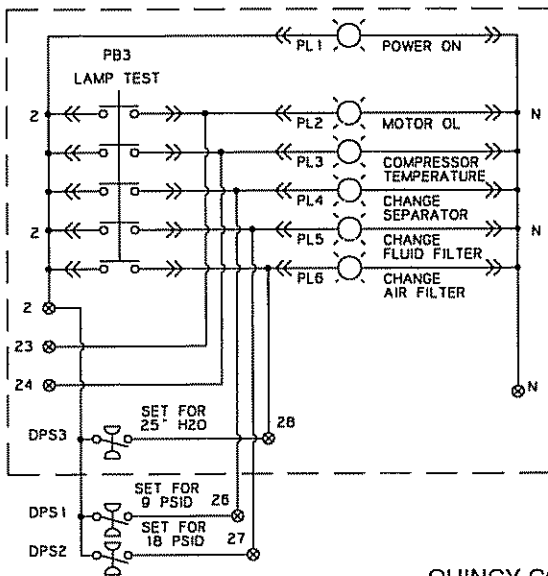 PL1
POWER ON
PB3
LAMP TEST
2
PL2
MOTOR OL
N
PL3
COMPRESSOR
TEMPERATURE
PL4
CHANGE
SEPARATOR
2
PL5
CHANGE
FLUID FILTER
N
PL6
CHANGE
AIR FILTER
2
23
24
N
DPS3
SET FOR
25" H2O
28
DPS1
SET FOR
9 PSID
26
DPS2
SET FOR
18 PSID
27
QUINCY CO